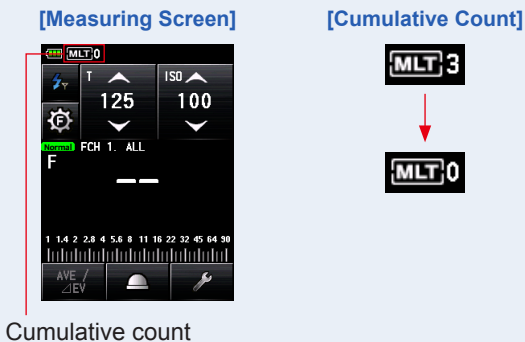 [Measuring Screen]
[Cumulative Count]
MLT 0
T
ISO
125
100
F
Normal FCH 1. ALL
F
1 1.4 2 2.8 4 5.6 8 11 16 22 32 45 64 90
AVE /
⊿EV
Cumulative count
MLT 3
MLT 0